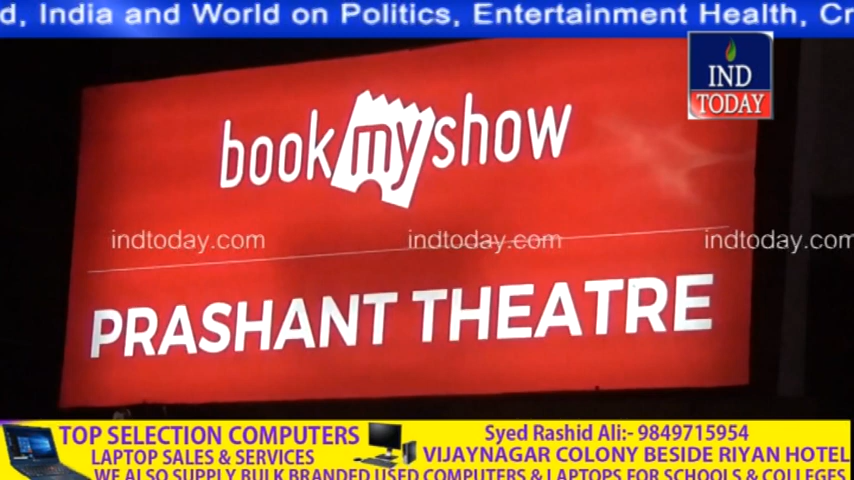 d, India and World on Politics, Entertainment Health, Cr
IND
TODAY
bookmyshow
indtoday.com indtoday.com indtoday.com
PRASHANT THEATRE
TOP SELECTION COMPUTERS
LAPTOP SALES & SERVICES
Syed Rashid Ali:- 9849715954
VIJAYNAGAR COLONY BESIDE RIYAN HOTEL
WE ALSO SUPPLY BULK BRANDED USED COMPUTERS & LAPTOPS FOR SCHOOLS & COLLEGES